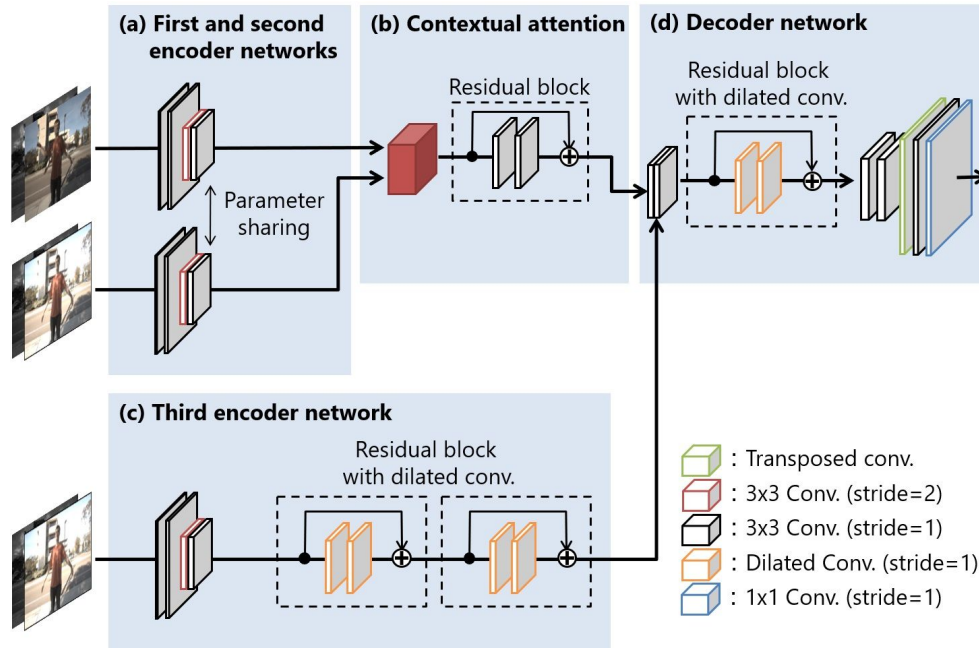 (a) First and second
encoder networks
Parameter
sharing
(b) Contextual attention
Residual block
(d) Decoder network
Residual block
with dilated conv.
(c) Third encoder network
Residual block
with dilated conv.
: Transposed conv.
: 3x3 Conv. (stride=2)
: 3x3 Conv. (stride=1)
: Dilated Conv. (stride=1)
: 1x1 Conv. (stride=1)